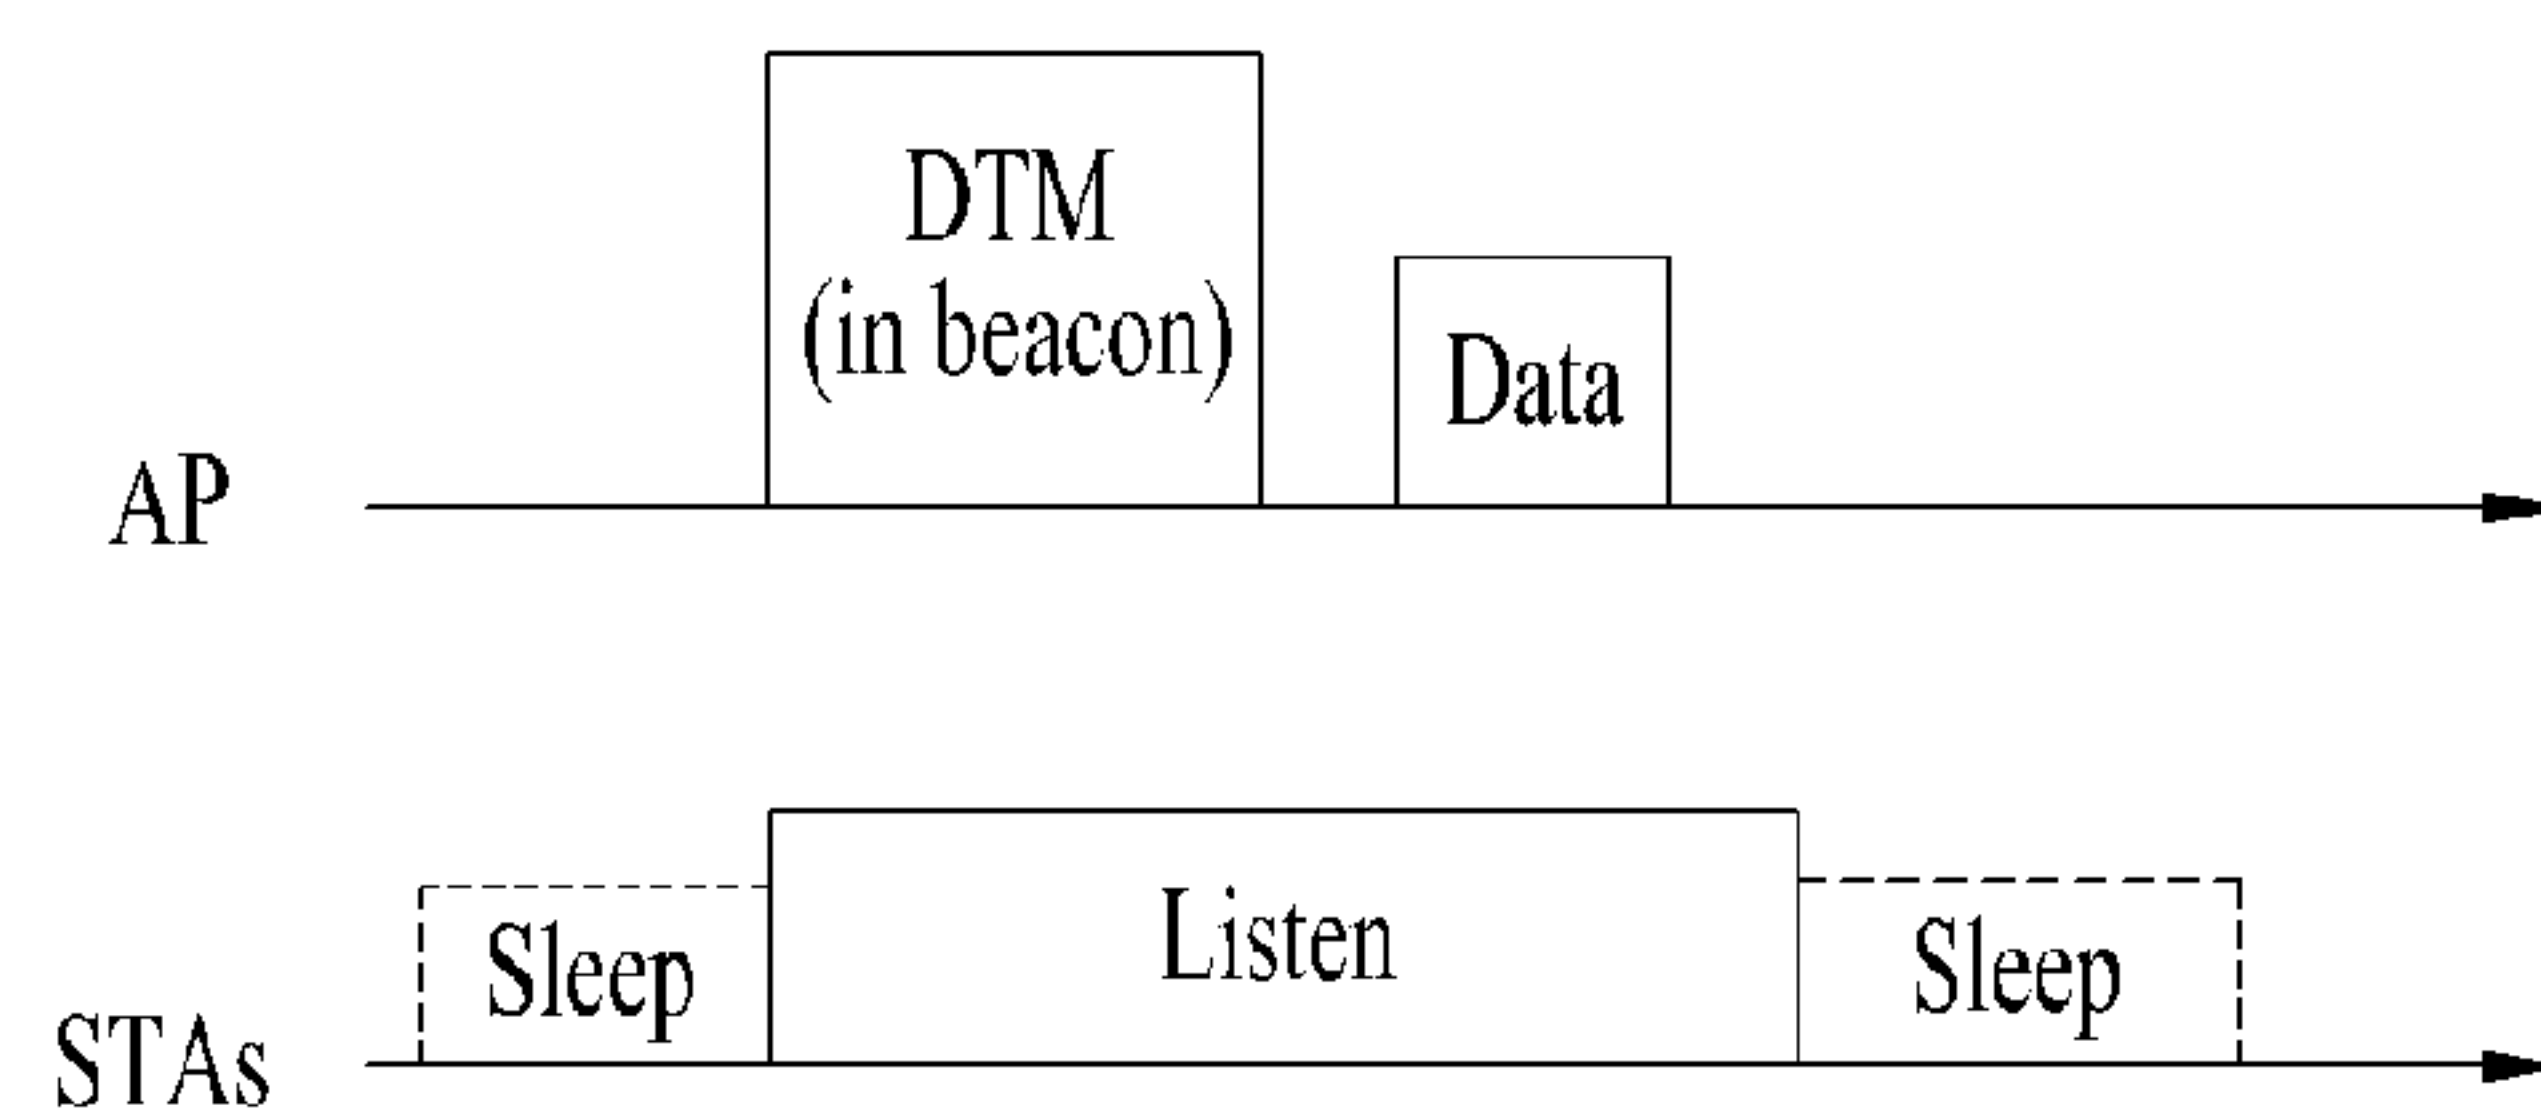 DTM
(in beacon)
Data
AP
Sleep
Listen
Sleep
STAs